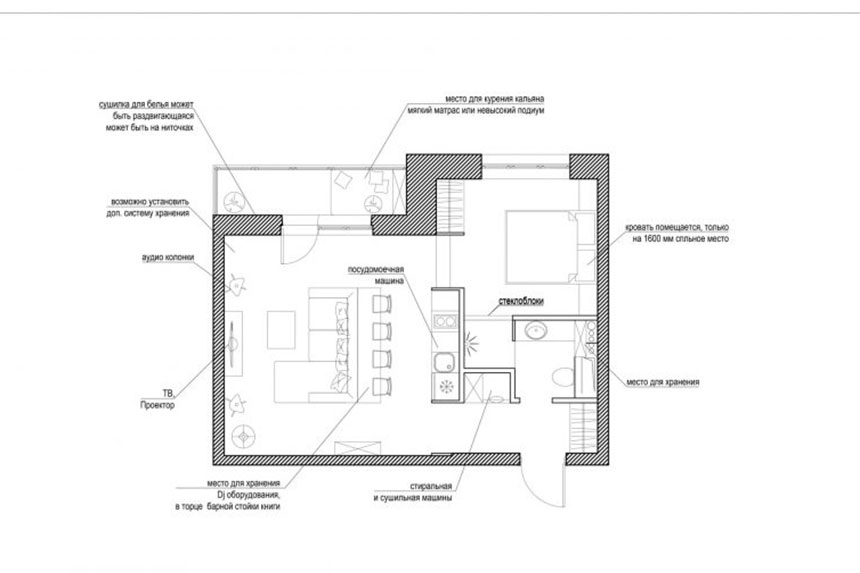 сушилка для белья может
быть раздвигающаяся
может быть на ниточках
место для курения кальяна
мягкий матрас или невысокий подиум
возможно установить
доп. систему хранения
аудио колонки
посудомоечная
машина
кровать помещается, только
на 1600 мм спльное место
стеклоблоки
ТВ,
Проектор
место для хранения
место для хранения
Dj оборудования,
в торце барной стойки книги
стиральная
и сушильная машины